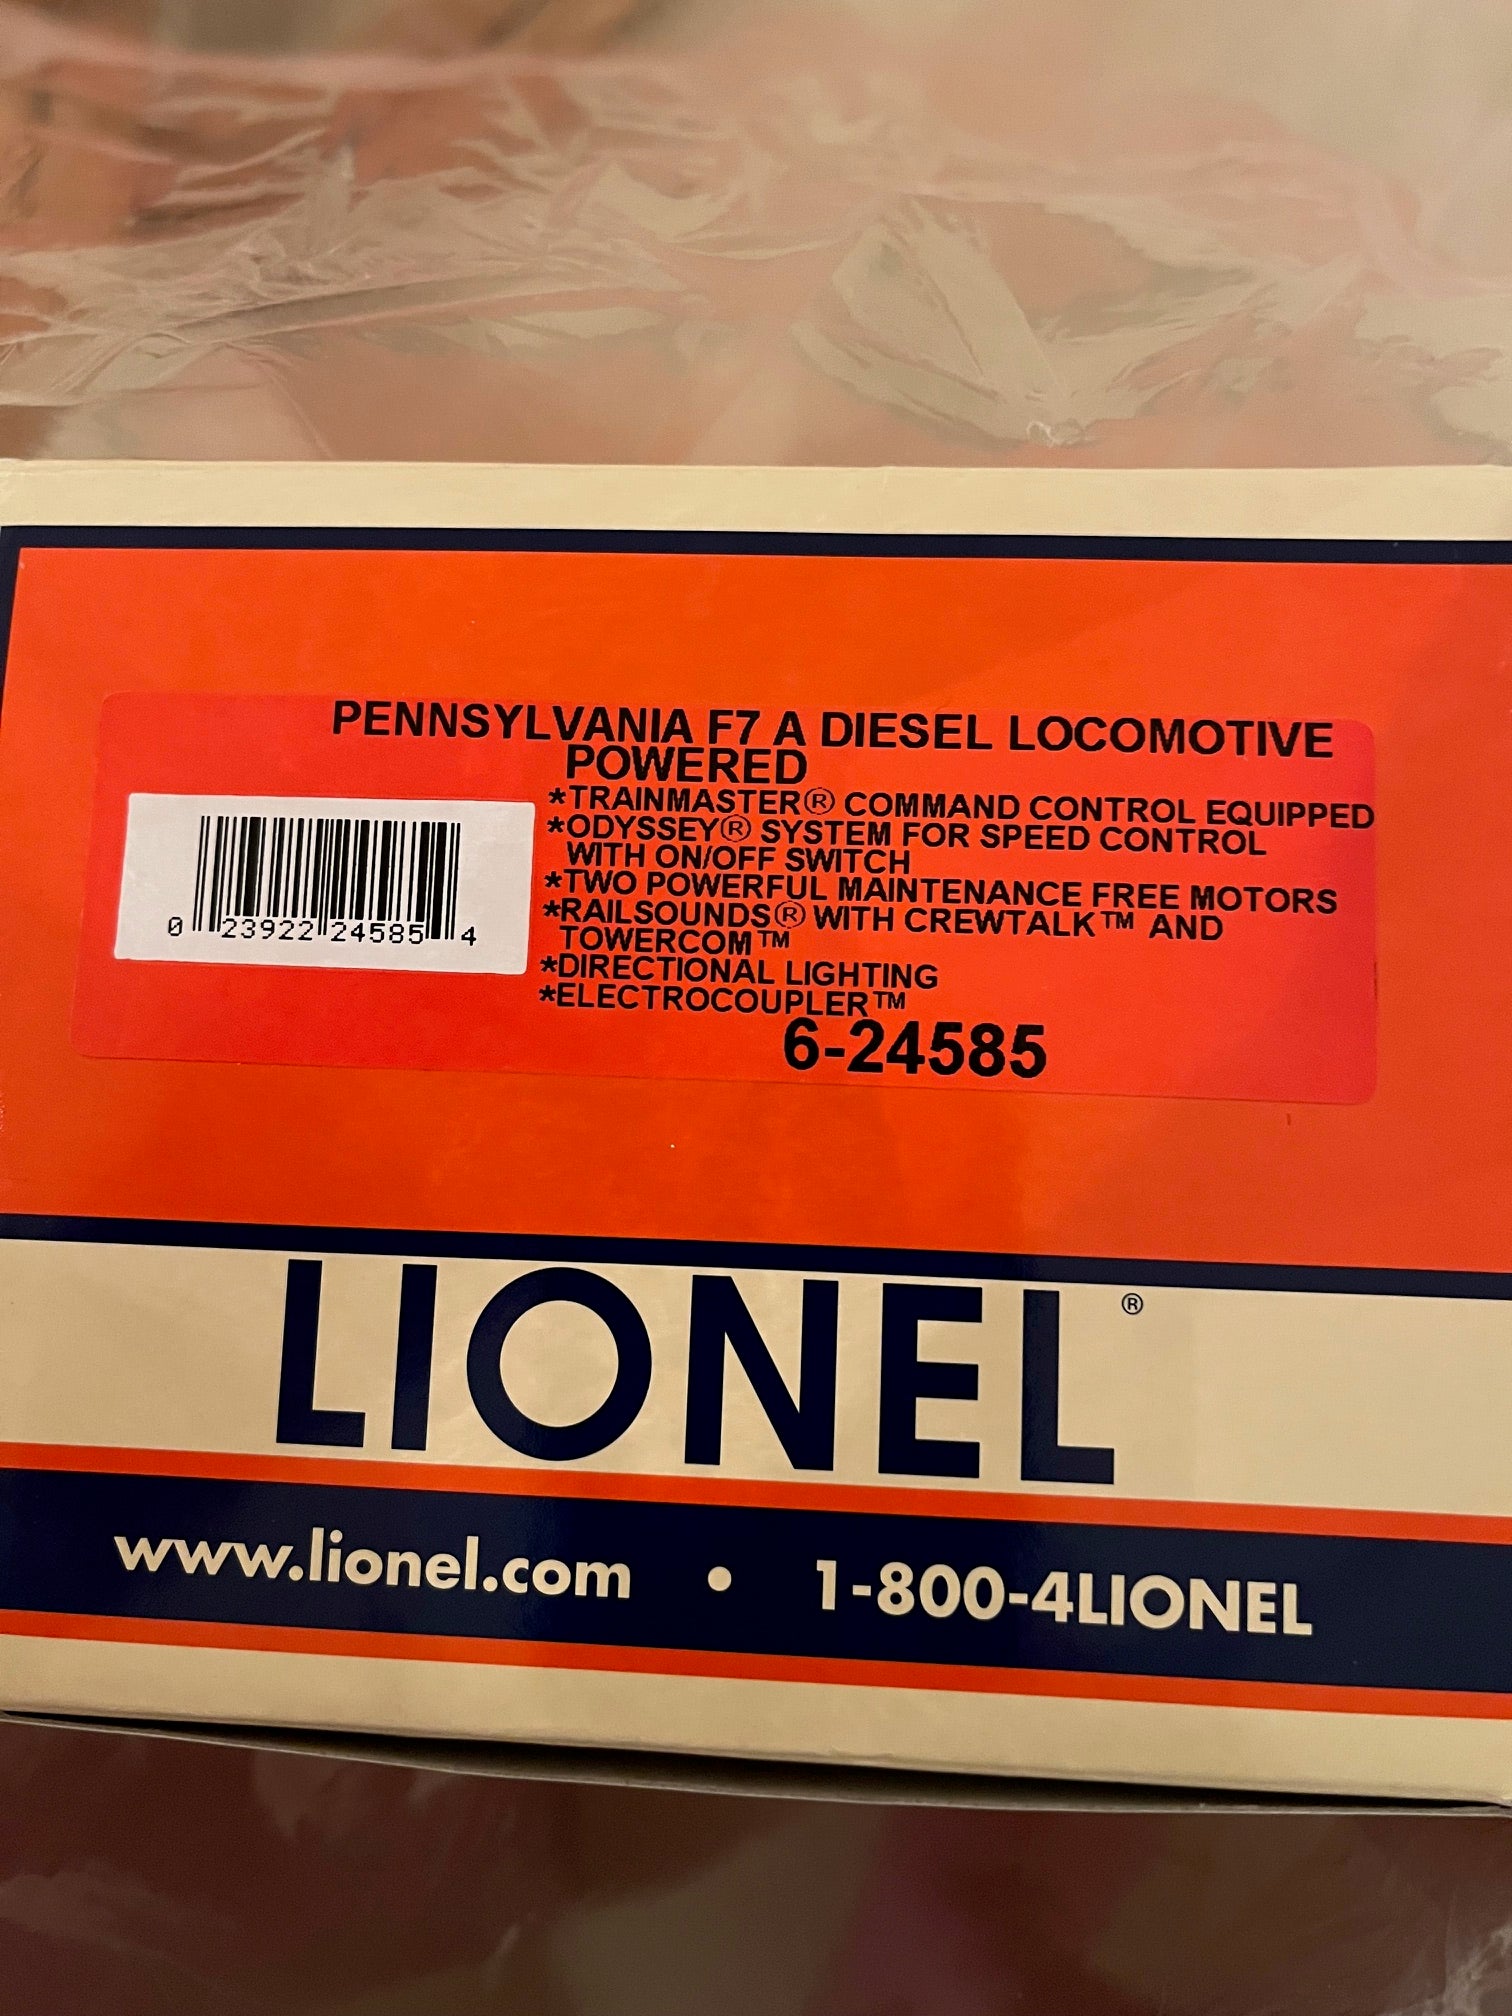 PENNSYLVANIA F7 A DIESEL LOCOMOTIVE
POWERED
*TRAINMASTER® COMMAND CONTROL EQUIPPED
*ODYSSEY® SYSTEM FOR SPEED CONTROL
WITH ON/OFF SWITCH
*TWO POWERFUL MAINTENANCE FREE MOTORS
*RAILSOUNDS® WITH CREWTALK™ AND
TOWERCOM™
*DIRECTIONAL LIGHTING
*ELECTROCOUPLER™
6-24585
0 23922 24585 4
LIONEL®
www.lionel.com • 1-800-4LIONEL